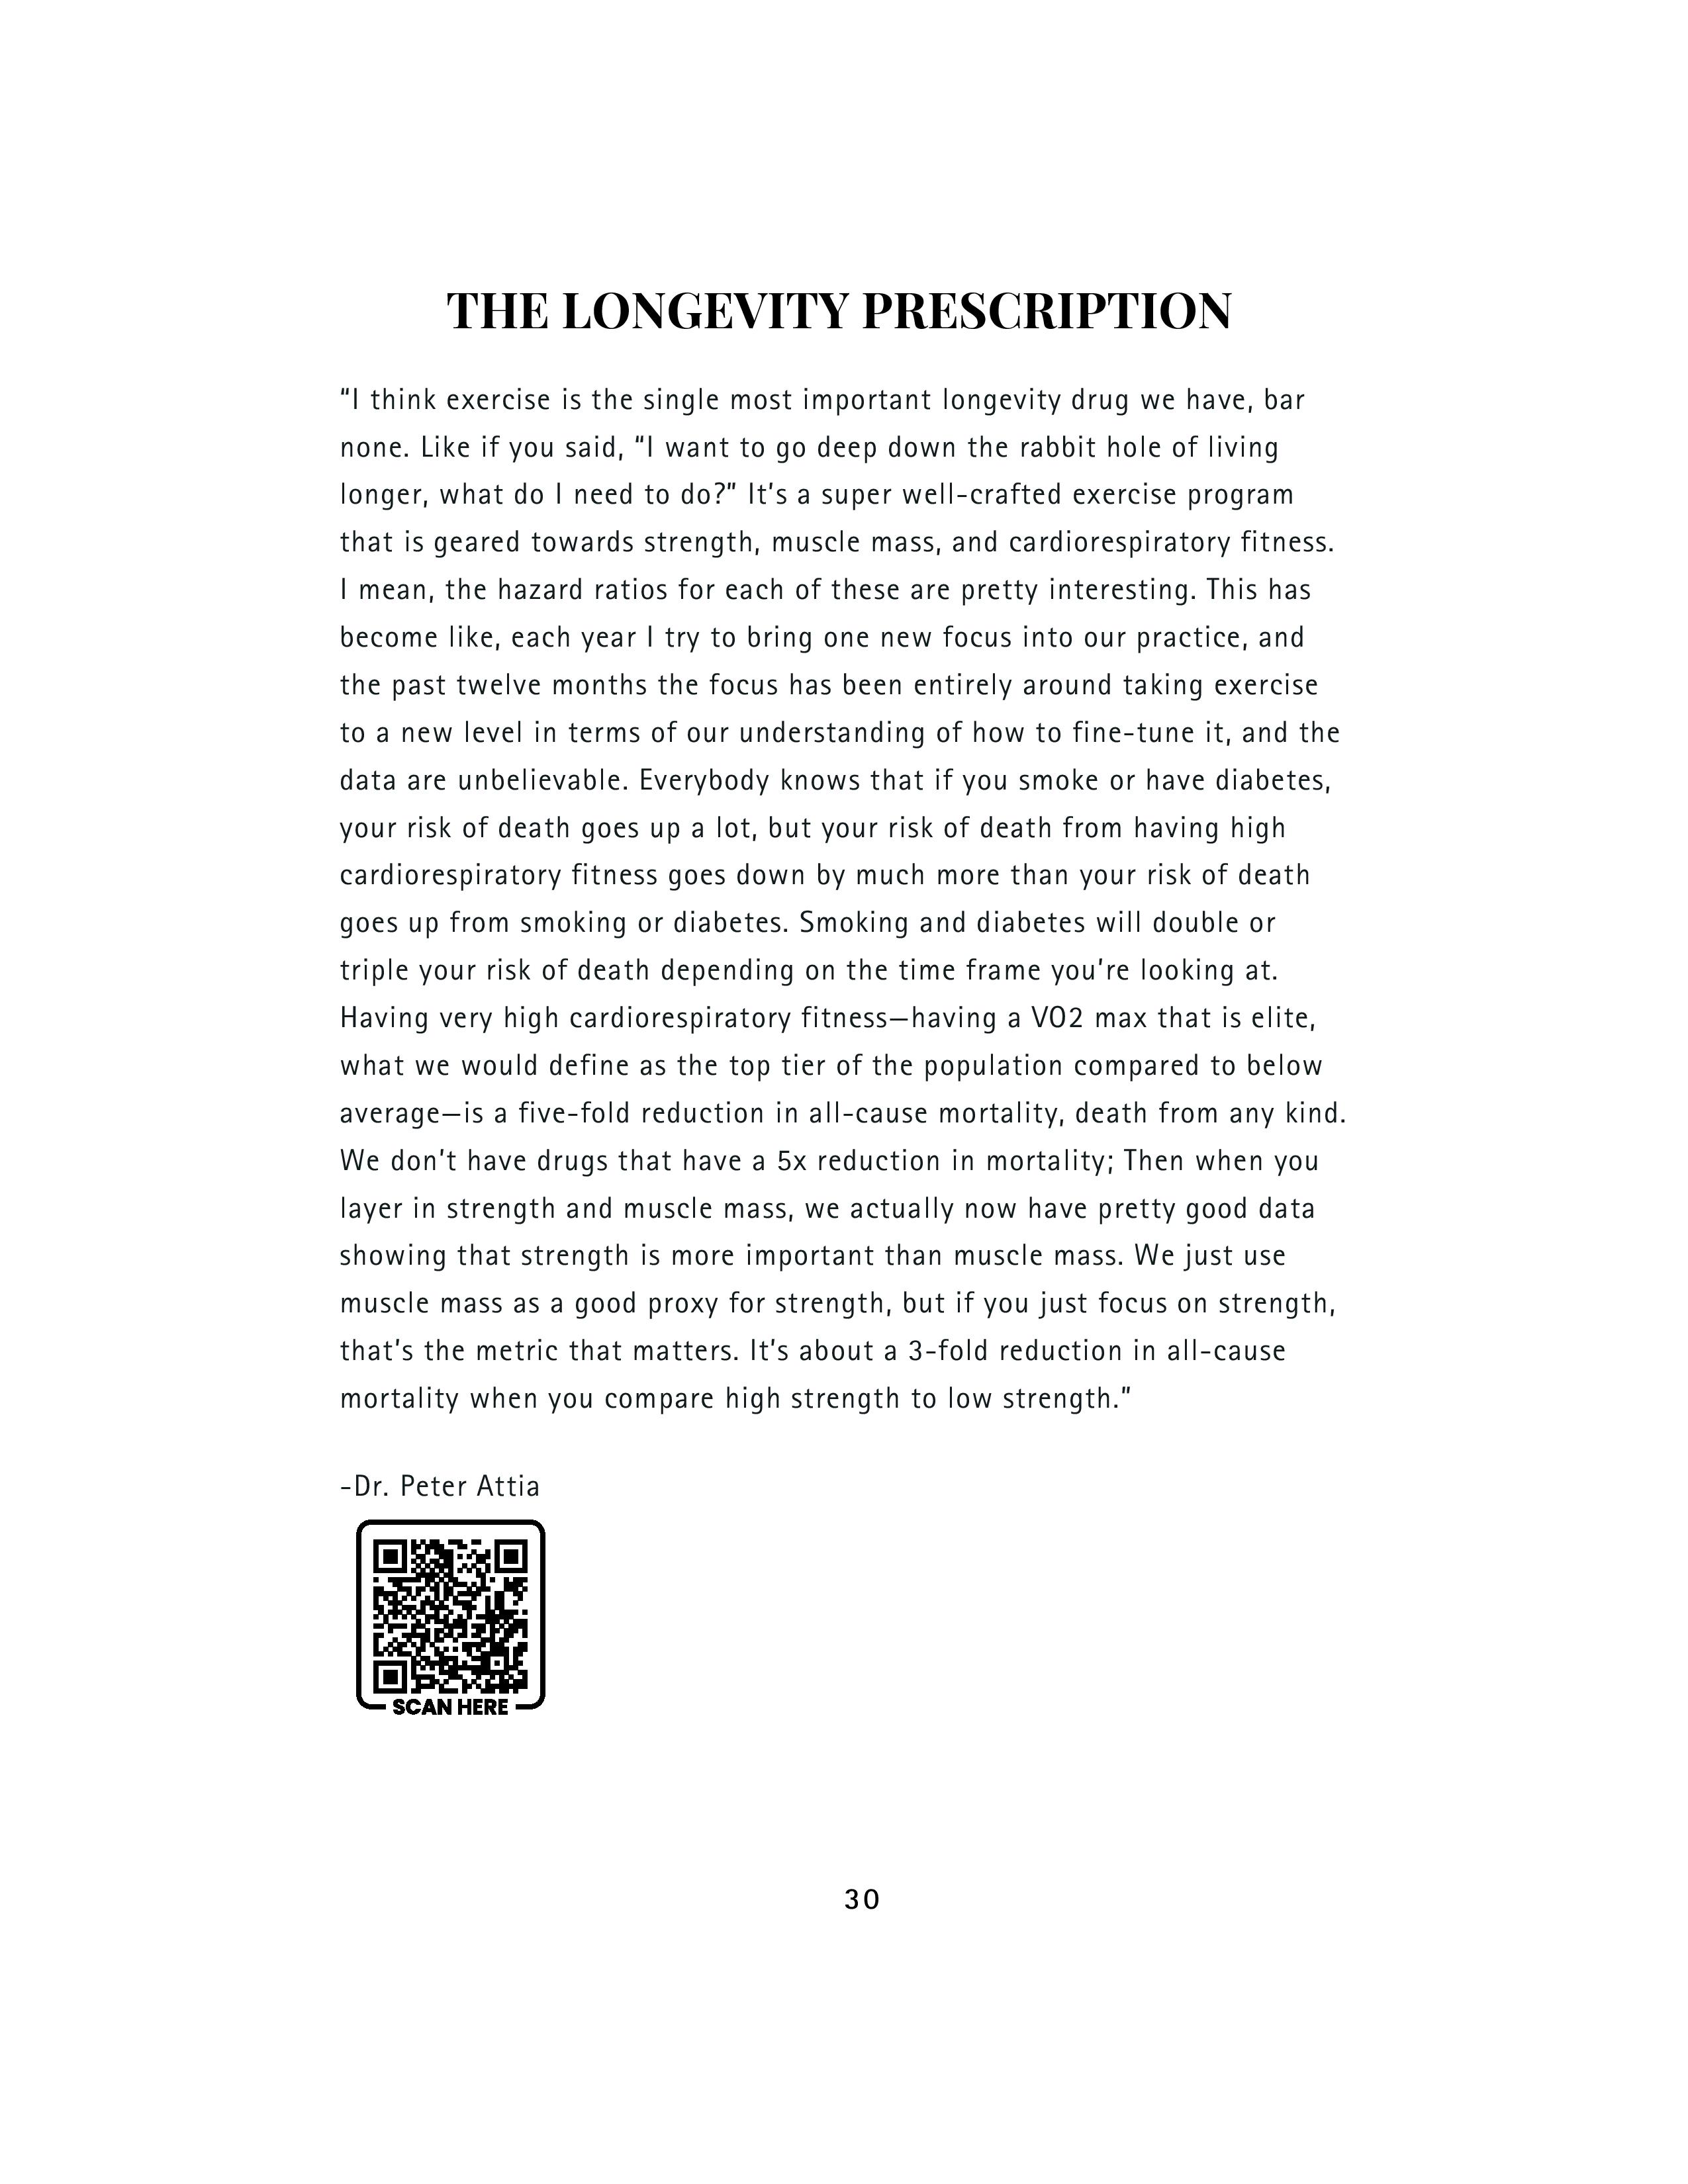 THE LONGEVITY PRESCRIPTION
“I think exercise is the single most important longevity drug we have, bar
none. Like if you said, “I want to go deep down the rabbit hole of living
longer, what do I need to do?” It’s a super well-crafted exercise program
that is geared towards strength, muscle mass, and cardiorespiratory fitness.
I mean, the hazard ratios for each of these are pretty interesting. This has
become like, each year I try to bring one new focus into our practice, and
the past twelve months the focus has been entirely around taking exercise
to a new level in terms of our understanding of how to fine-tune it, and the
data are unbelievable. Everybody knows that if you smoke or have diabetes,
your risk of death goes up a lot, but your risk of death from having high
cardiorespiratory fitness goes down by much more than your risk of death
goes up from smoking or diabetes. Smoking and diabetes will double or
triple your risk of death depending on the time frame you’re looking at.
Having very high cardiorespiratory fitness—having a VO2 max that is elite,
what we would define as the top tier of the population compared to below
average—is a five-fold reduction in all-cause mortality, death from any kind.
We don’t have drugs that have a 5x reduction in mortality; Then when you
layer in strength and muscle mass, we actually now have pretty good data
showing that strength is more important than muscle mass. We just use
muscle mass as a good proxy for strength, but if you just focus on strength,
that’s the metric that matters. It’s about a 3-fold reduction in all-cause
mortality when you compare high strength to low strength.”
-Dr. Peter Attia
SCAN HERE
30